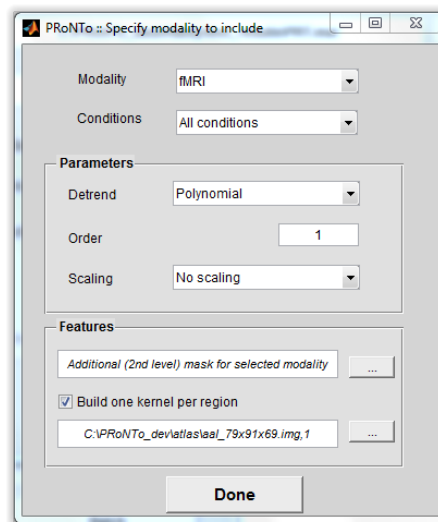 PRoNTo :: Specify modality to include
Modality
fMRI
Conditions
All conditions
Parameters
Detrend
Polynomial
Order
1
Scaling
No scaling
Features
Additional (2nd level) mask for selected modality
...
Build one kernel per region
C:\PRoNTo_dev\atlas\aal_79x91x69.img,1
...
Done